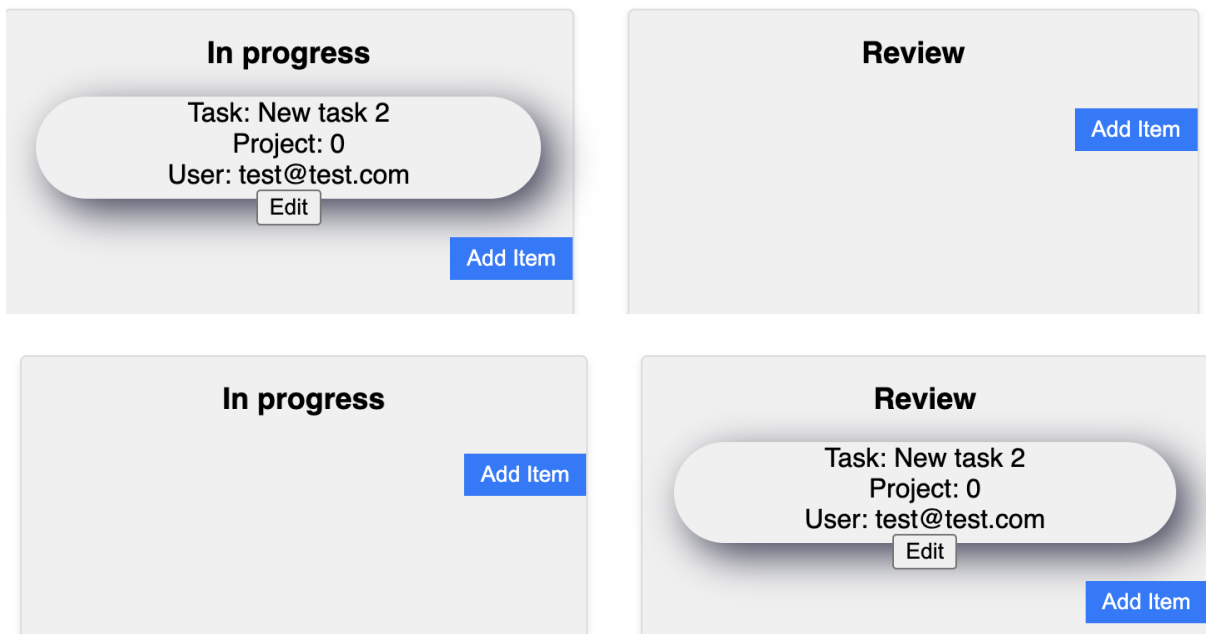 In progress
Task: New task 2
Project: 0
User: test@test.com
Edit
Add Item
Review
Add Item
In progress
Add Item
Review
Task: New task 2
Project: 0
User: test@test.com
Edit
Add Item